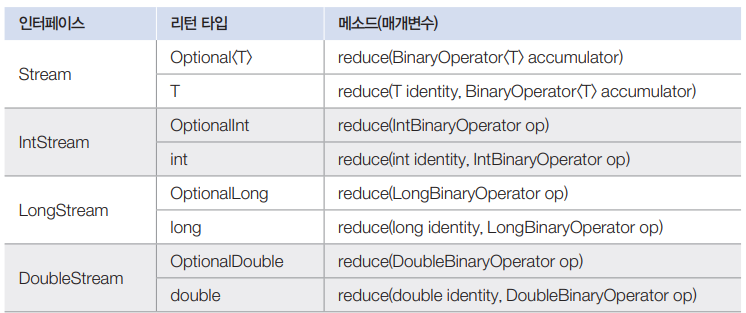 인터페이스 리턴 타입 메소드(매개변수)
Stream Optional〈T〉 reduce(BinaryOperator〈T〉 accumulator)
T reduce(T identity, BinaryOperator〈T〉 accumulator)
IntStream OptionalInt reduce(IntBinaryOperator op)
int reduce(int identity, IntBinaryOperator op)
LongStream OptionalLong reduce(LongBinaryOperator op)
long reduce(long identity, LongBinaryOperator op)
DoubleStream OptionalDouble reduce(DoubleBinaryOperator op)
double reduce(double identity, DoubleBinaryOperator op)